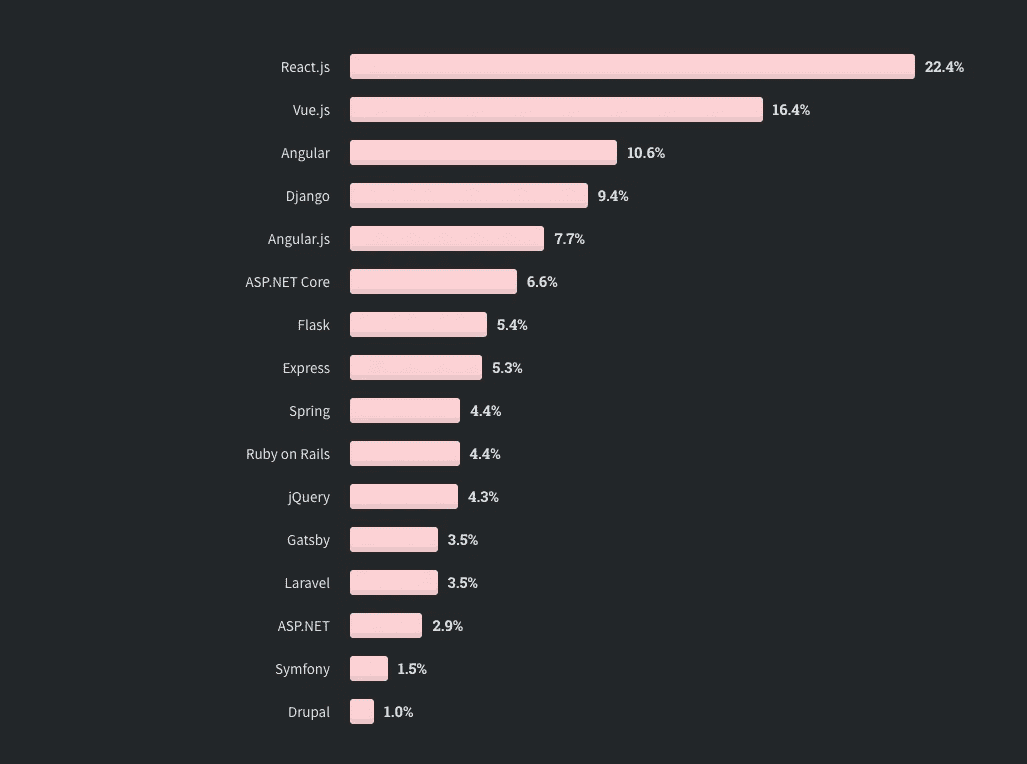 React.js 22.4%
Vue.js 16.4%
Angular 10.6%
Django 9.4%
Angular.js 7.7%
ASP.NET Core 6.6%
Flask 5.4%
Express 5.3%
Spring 4.4%
Ruby on Rails 4.4%
jQuery 4.3%
Gatsby 3.5%
Laravel 3.5%
ASP.NET 2.9%
Symfony 1.5%
Drupal 1.0%